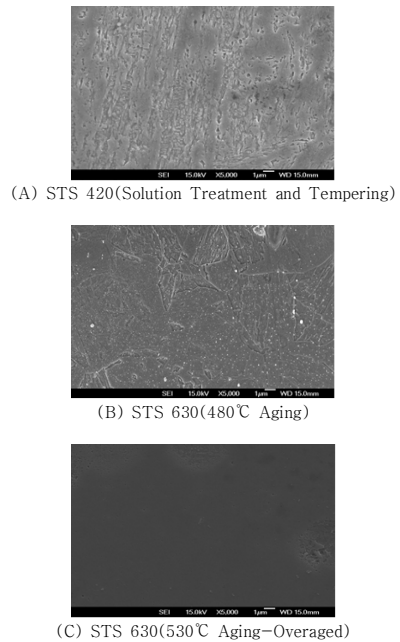 SEI 15.0kV X5,000 1μm WD 15.0mm
(A) STS 420(Solution Treatment and Tempering)
SEI 15.0kV X5,000 1μm WD 15.0mm
(B) STS 630(480℃ Aging)
SEI 15.0kV X5,000 1μm WD 15.0mm
(C) STS 630(530℃ Aging-Overaged)